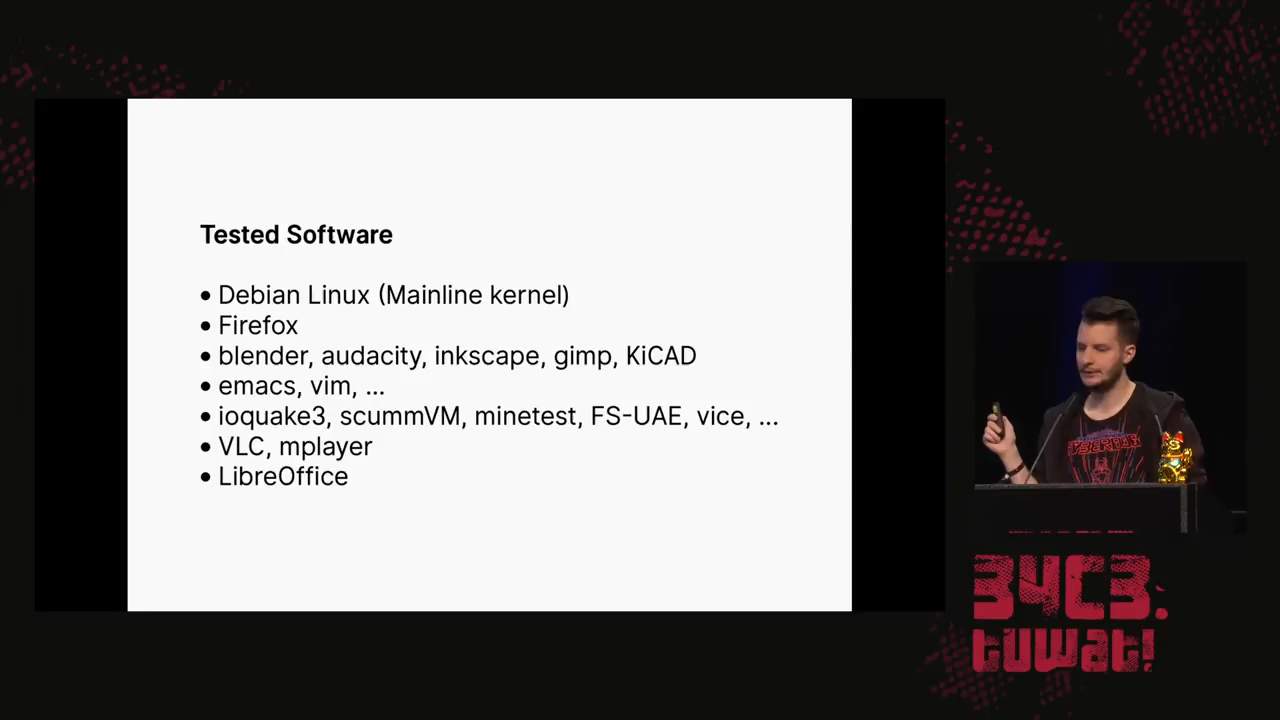 Tested Software
• Debian Linux (Mainline kernel)
• Firefox
• blender, audacity, inkscape, gimp, KiCAD
• emacs, vim, ...
• ioquake3, scummVM, minetest, FS-UAE, vice, ...
• VLC, mplayer
• LibreOffice
34C3.
tuwat!